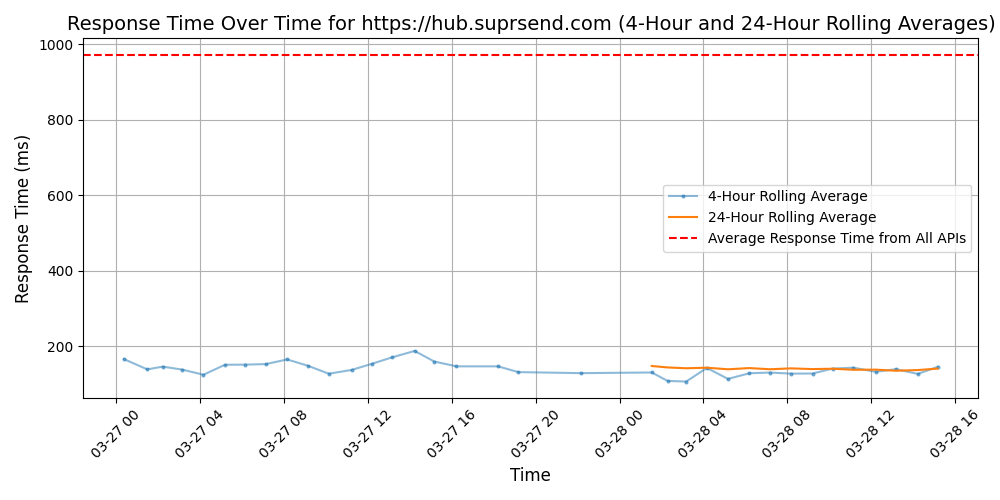 Response Time Over Time for https://hub.suprsend.com (4-Hour and 24-Hour Rolling Averages)
Response Time (ms)
1000
800
600
400
200
4-Hour Rolling Average
24-Hour Rolling Average
Average Response Time from All APIs
03-27 00
03-27 04
03-27 08
03-27 12
03-27 16
03-27 20
03-28 00
03-28 04
03-28 08
03-28 12
03-28 16
Time